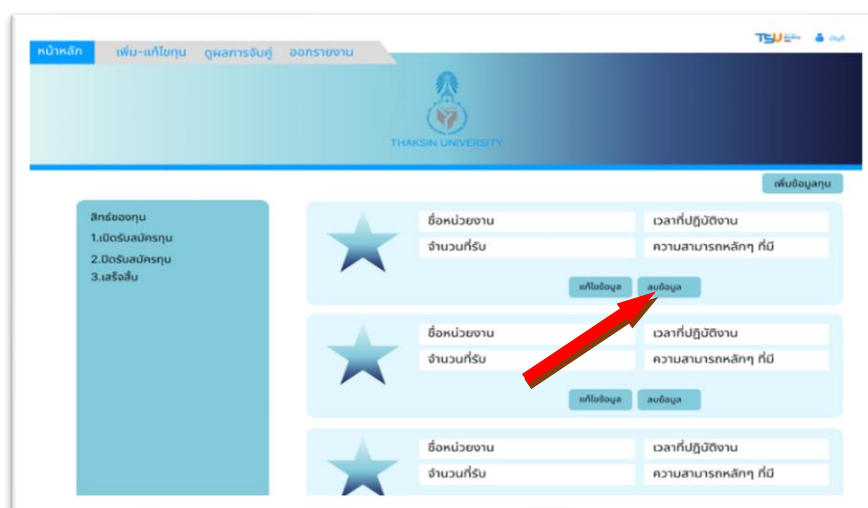 TSU
บัญชี
หน้าหลัก เพิ่ม-แก้ไขทุน ดูผลการจับคู่ ออกรายงาน
THAKSIN UNIVERSITY
เพิ่มข้อมูลทุน
สิทธ์ของทุน
1.เปิดรับสมัครทุน
2.ปิดรับสมัครทุน
3.เสร็จสิ้น
ชื่อหน่วยงาน เวลาที่ปฏิบัติงาน
จำนวนที่รับ ความสามารถหลักๆ ที่มี
แก้ไขข้อมูล ลบข้อมูล
ชื่อหน่วยงาน เวลาที่ปฏิบัติงาน
จำนวนที่รับ ความสามารถหลักๆ ที่มี
แก้ไขข้อมูล ลบข้อมูล
ชื่อหน่วยงาน เวลาที่ปฏิบัติงาน
จำนวนที่รับ ความสามารถหลักๆ ที่มี